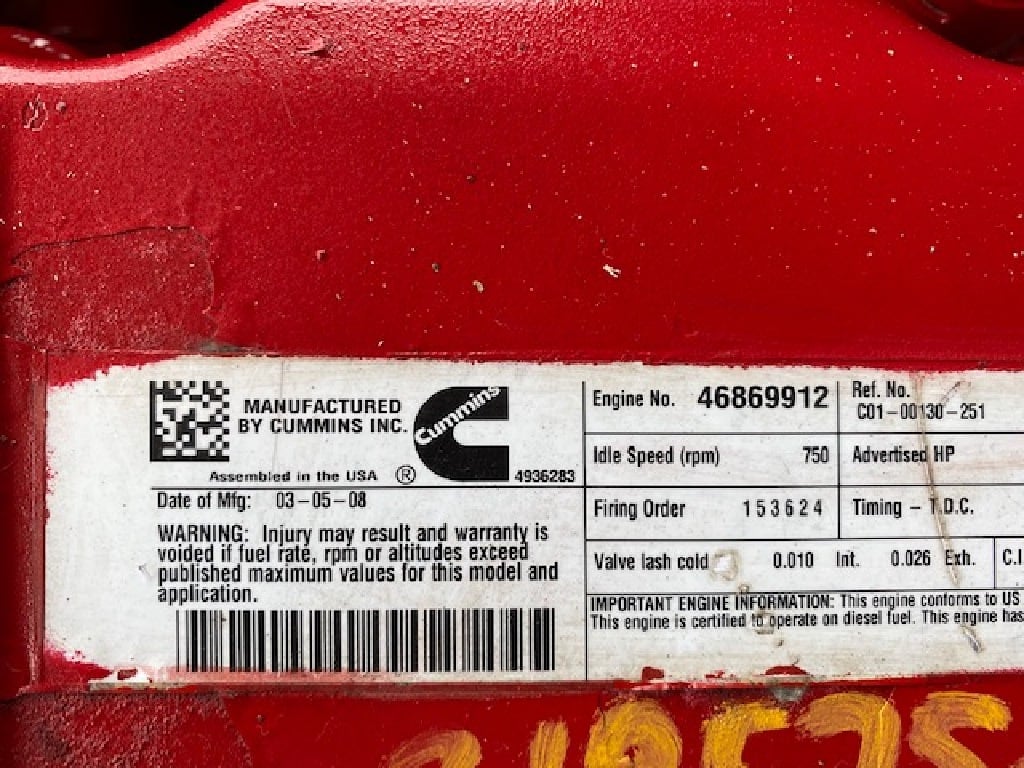 MANUFACTURED
BY CUMMINS INC.
Cummins
Assembled in the USA ® 4936283
Date of Mfg: 03-05-08
WARNING: Injury may result and warranty is
voided if fuel rate, rpm or altitudes exceed
published maximum values for this model and
application.
Engine No. 46869912
Ref. No.
C01-00130-251
Idle Speed (rpm) 750
Advertised HP
Firing Order 153624
Timing - T.D.C.
Valve lash cold 0.010 Int. 0.026 Exh.
IMPORTANT ENGINE INFORMATION: This engine conforms to US
This engine is certified to operate on diesel fuel. This engine has